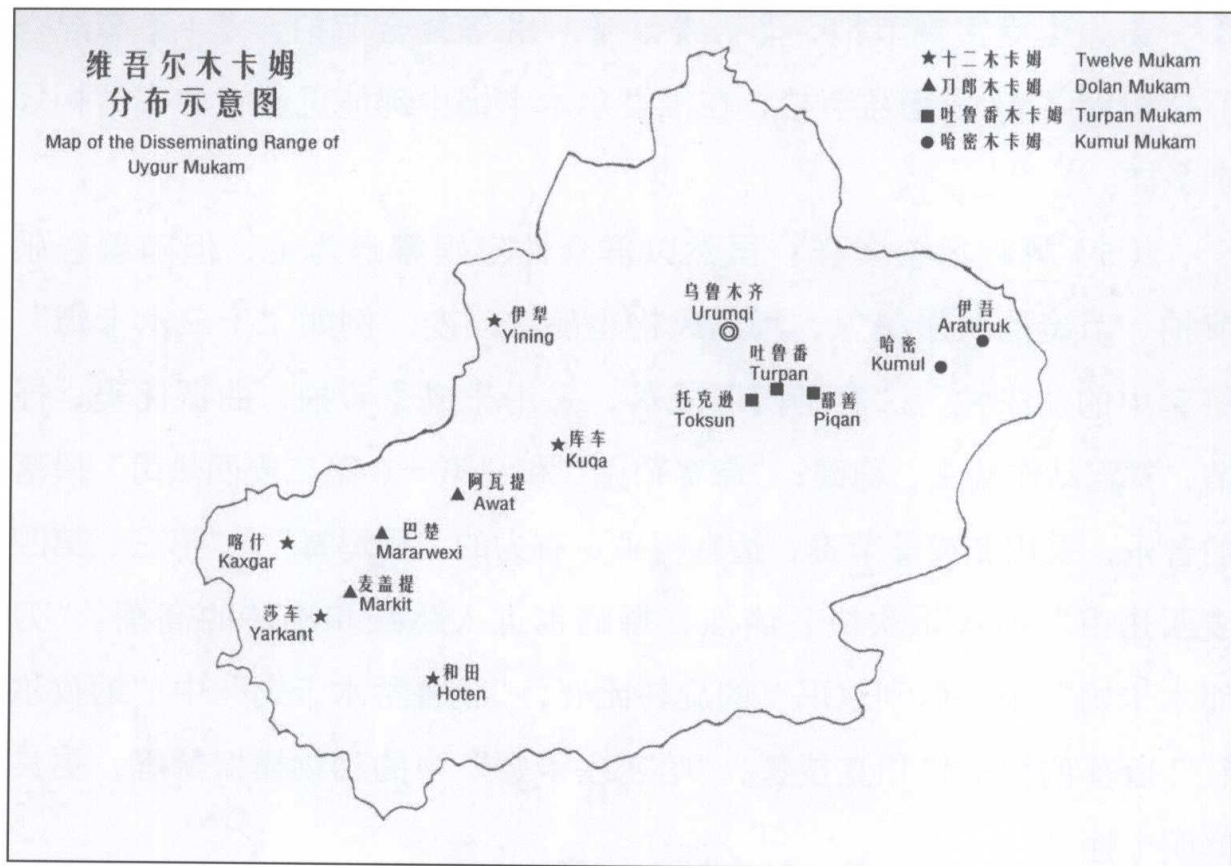 维吾尔木卡姆
分布示意图
Map of the Disseminating Range of
Uygur Mukam
★十二木卡姆 Twelve Mukam
▲刀郎木卡姆 Dolan Mukam
■吐鲁番木卡姆 Turpan Mukam
●哈密木卡姆 Kumul Mukam
乌鲁木齐
Urumqi
伊犁
Yining
伊吾
Araturuk
哈密
Kumul
吐鲁番
Turpan
托克逊
Toksun
鄯善
Piqan
库车
Kuqa
阿瓦提
Awat
巴楚
Mararwexi
喀什
Kaxgar
麦盖提
Markit
莎车
Yarkant
和田
Hoten